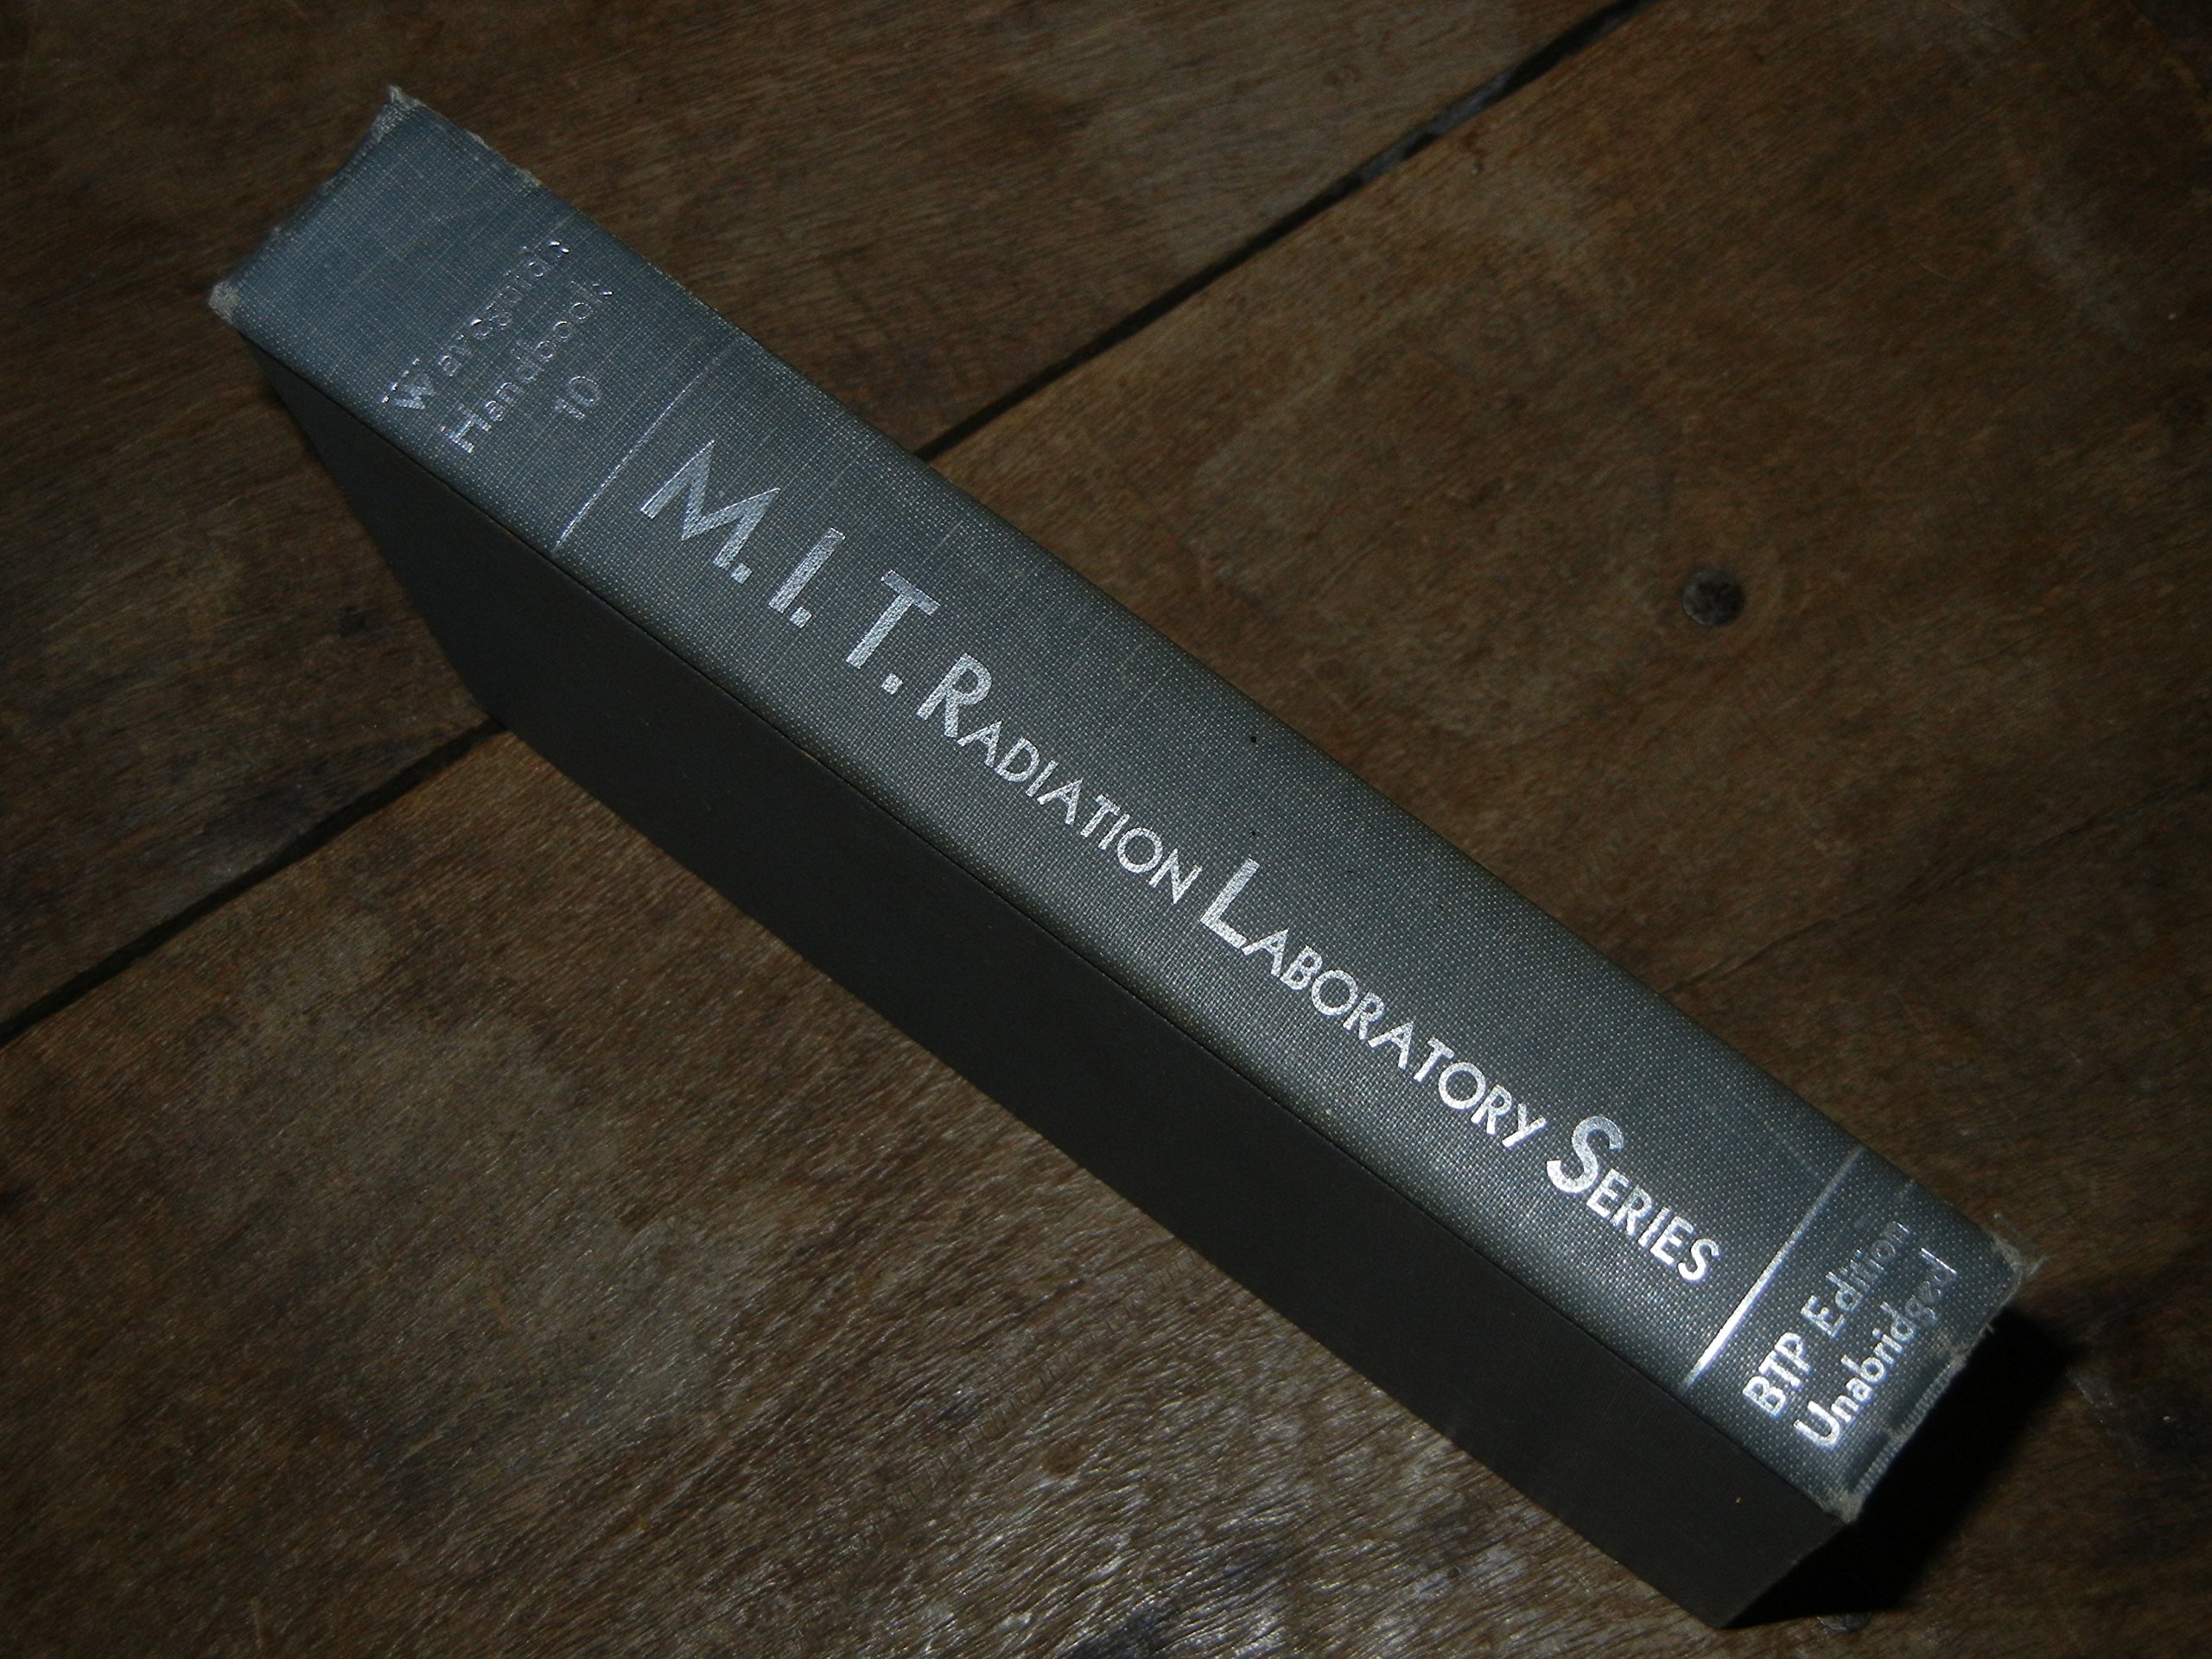 Waveguide
Handbook
10
M. I. T. RADIATION LABORATORY SERIES
BTP Edition
Unabridged